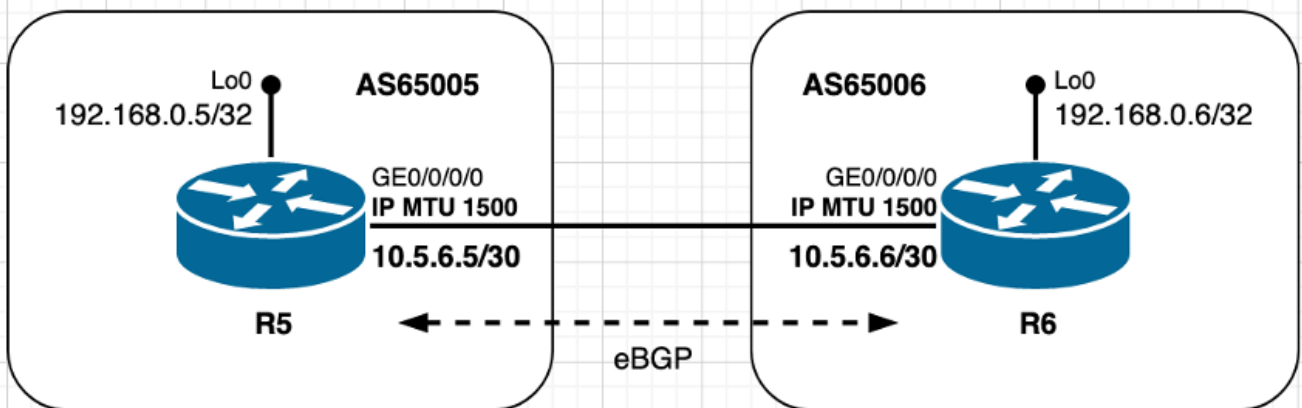 Lo0
192.168.0.5/32
AS65005
GE0/0/0/0
IP MTU 1500
10.5.6.5/30
R5
AS65006
Lo0
192.168.0.6/32
GE0/0/0/0
IP MTU 1500
10.5.6.6/30
R6
eBGP